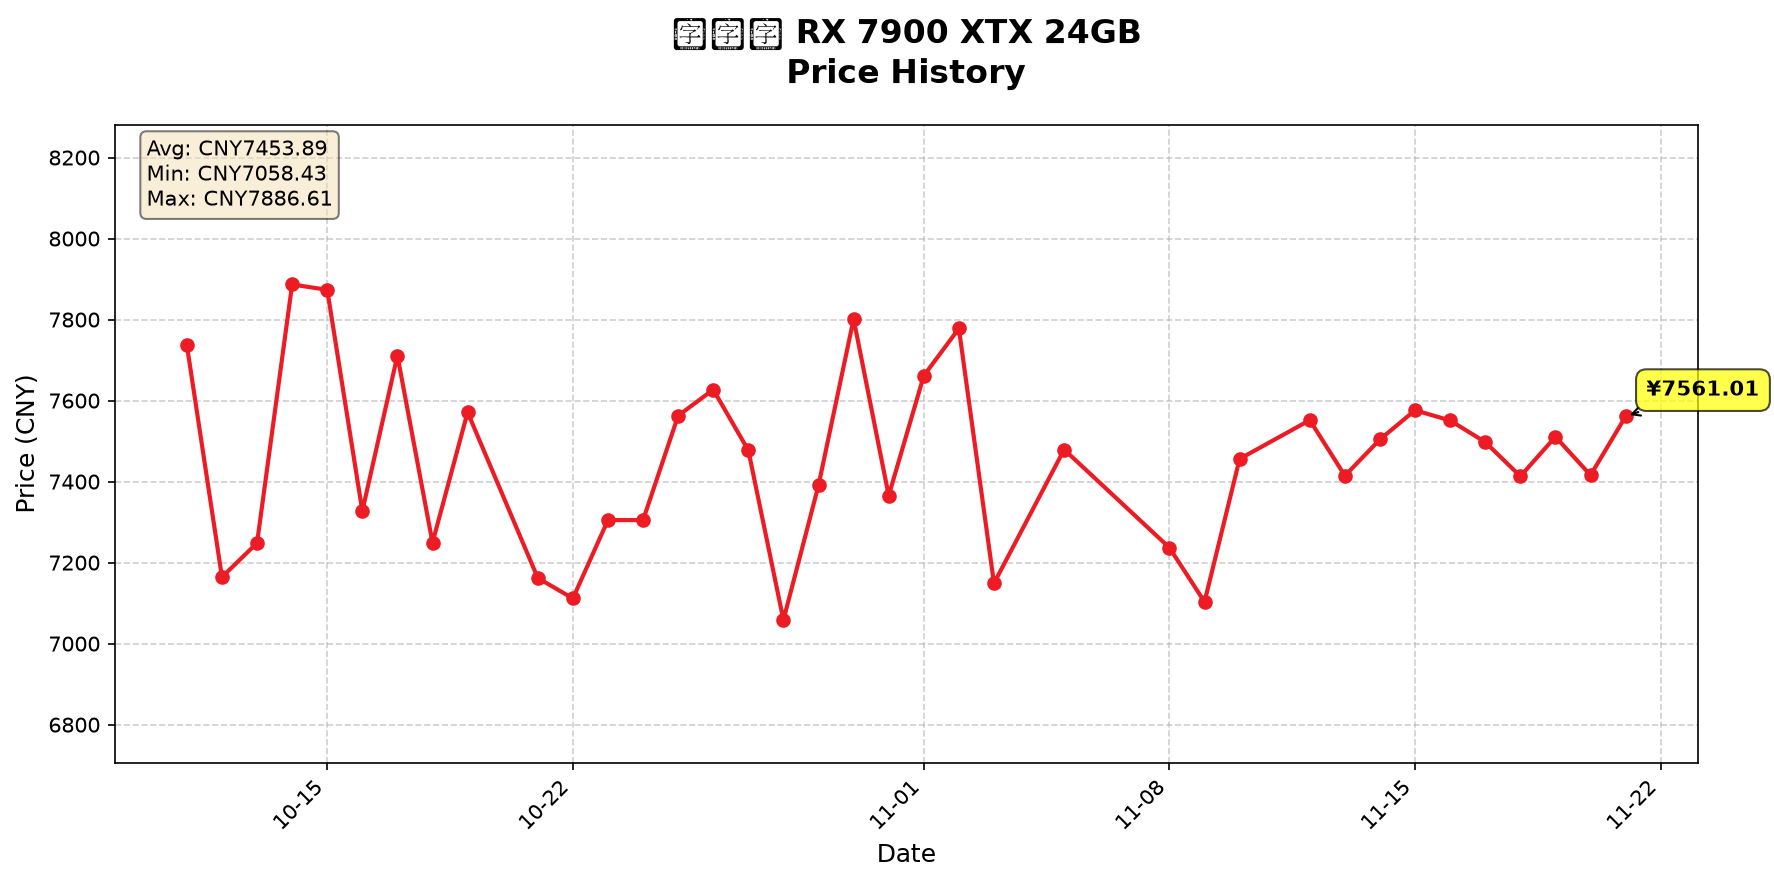 RX 7900 XTX 24GB
Price History
Avg: CNY7453.89
Min: CNY7058.43
Max: CNY7886.61
8200
8000
7800
7600
7400
7200
7000
6800
Price (CNY)
¥7561.01
10-15
10-22
11-01
11-08
11-15
11-22
Date